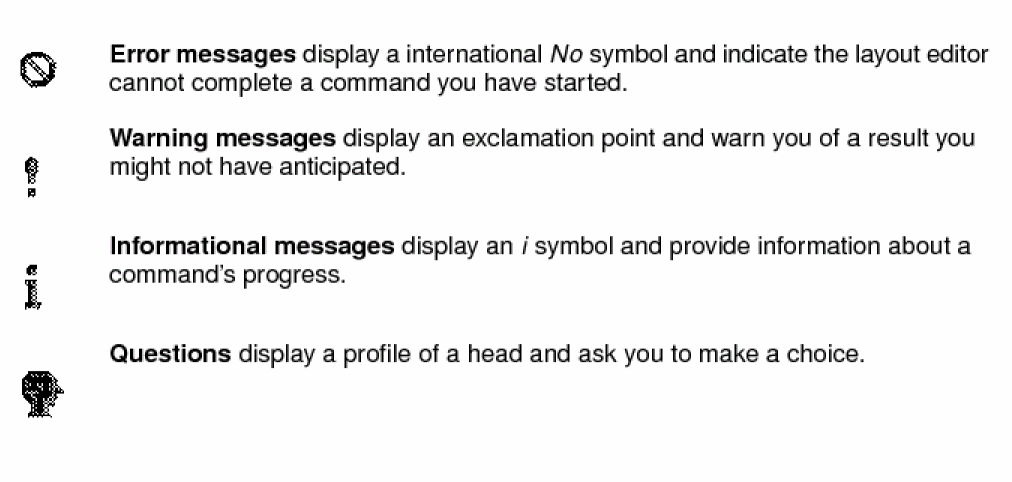 Error messages display a international No symbol and indicate the layout editor
cannot complete a command you have started.
Warning messages display an exclamation point and warn you of a result you
might not have anticipated.
Informational messages display an i symbol and provide information about a
command's progress.
Questions display a profile of a head and ask you to make a choice.